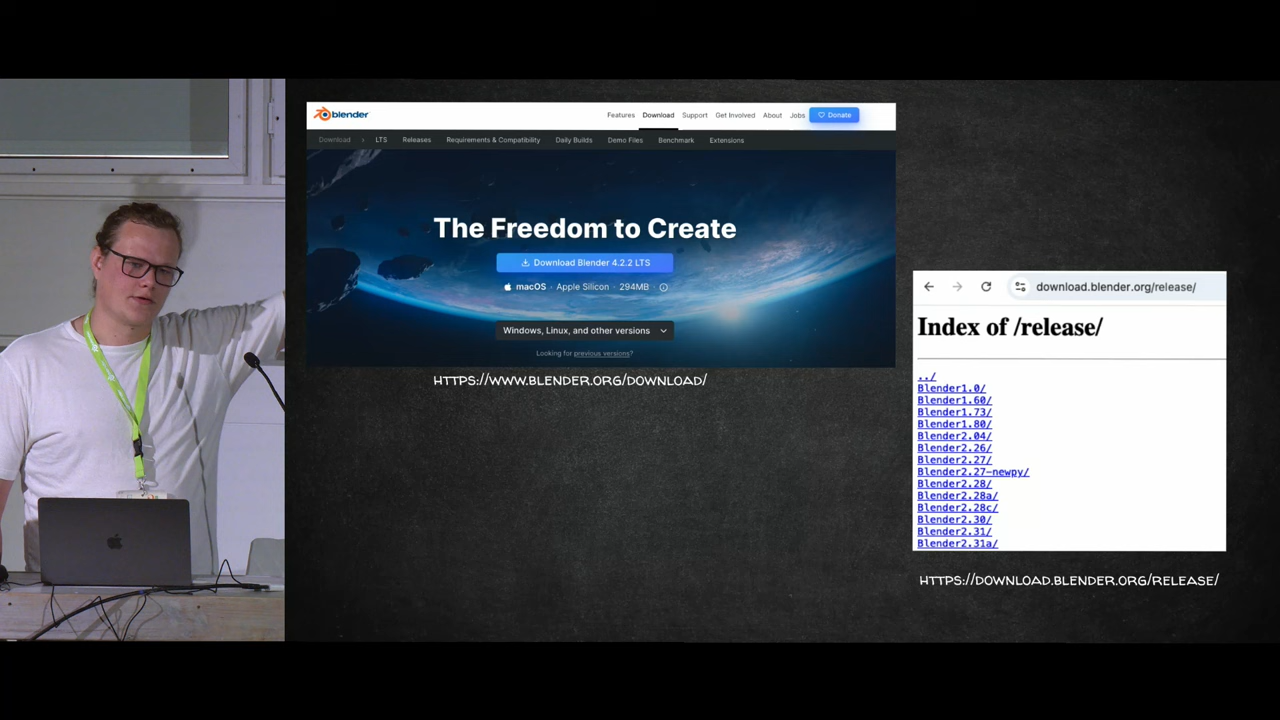 blender
Features Download Support Get Involved About Jobs Donate
Download › LTS Releases Requirements & Compatibility Daily Builds Demo Files Benchmark Extensions
The Freedom to Create
Download Blender 4.2.2 LTS
macOS · Apple Silicon · 294MB
Windows, Linux, and other versions
Looking for previous versions?
HTTPS://WWW.BLENDER.ORG/DOWNLOAD/
download.blender.org/release/
Index of /release/
../
Blender1.0/
Blender1.60/
Blender1.73/
Blender1.80/
Blender2.04/
Blender2.26/
Blender2.27/
Blender2.27-newpy/
Blender2.28/
Blender2.28a/
Blender2.28c/
Blender2.30/
Blender2.31/
Blender2.31a/
HTTPS://DOWNLOAD.BLENDER.ORG/RELEASE/